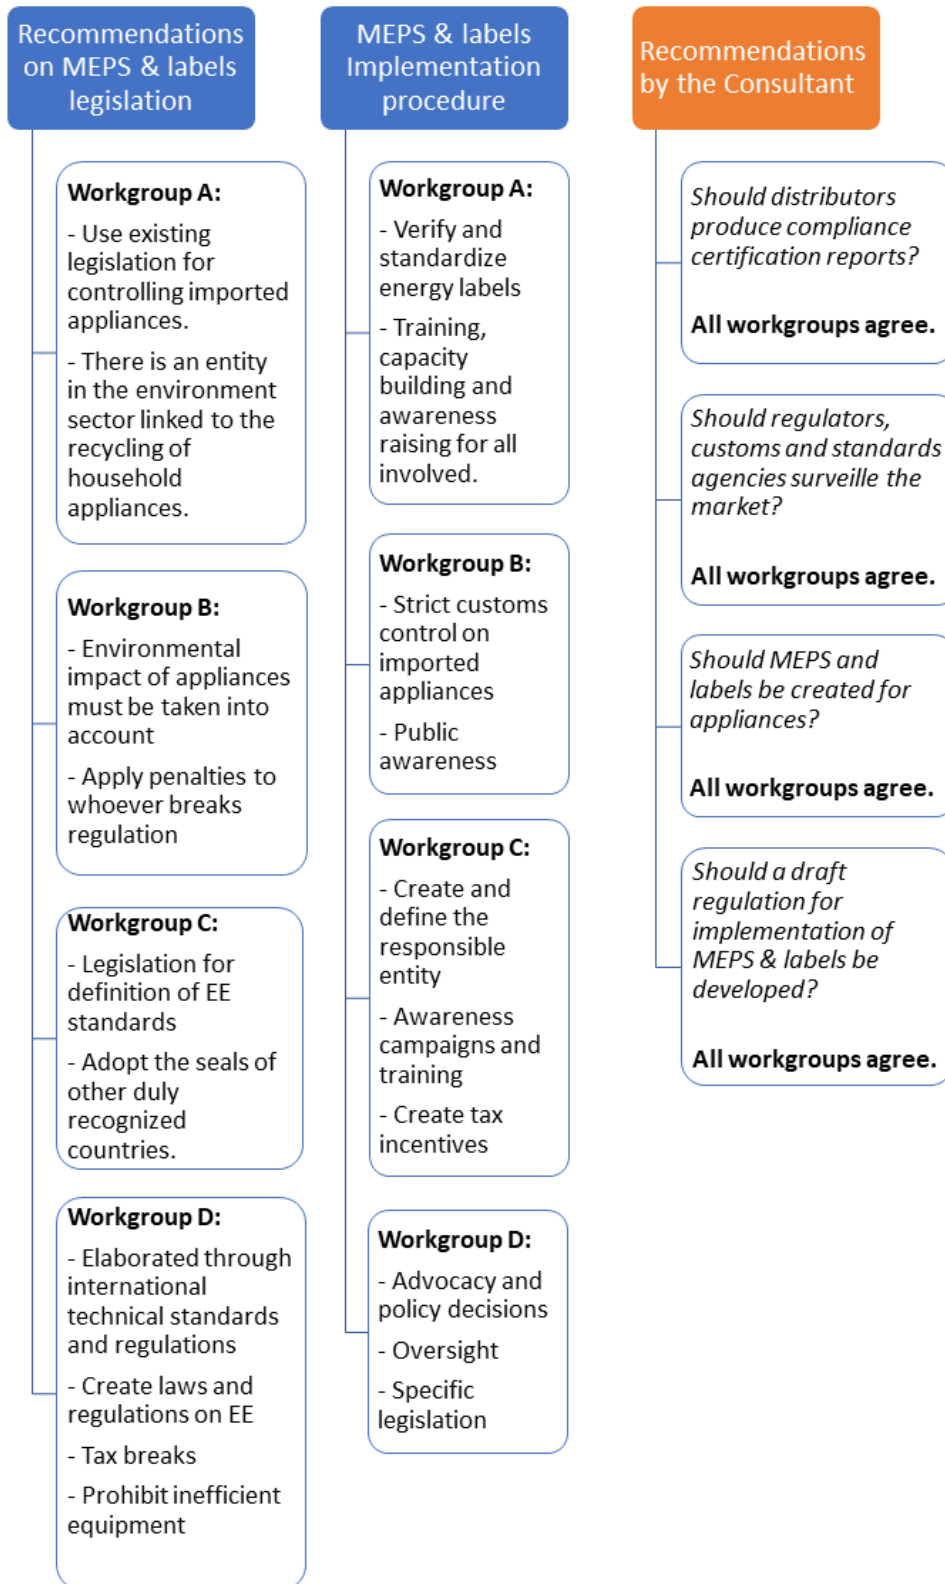 Recommendations
on MEPS & labels
legislation
Workgroup A:
- Use existing
legislation for
controlling imported
appliances.
- There is an entity
in the environment
sector linked to the
recycling of
household
appliances.
Workgroup B:
- Environmental
impact of appliances
must be taken into
account
- Apply penalties to
whoever breaks
regulation
Workgroup C:
- Legislation for
definition of EE
standards
- Adopt the seals of
other duly
recognized
countries.
Workgroup D:
- Elaborated through
international
technical standards
and regulations
- Create laws and
regulations on EE
- Tax breaks
- Prohibit inefficient
equipment
MEPS & labels
Implementation
procedure
Workgroup A:
- Verify and
standardize
energy labels
- Training,
capacity
building and
awareness
raising for all
involved.
Workgroup B:
- Strict customs
control on
imported
appliances
- Public
awareness
Workgroup C:
- Create and
define the
responsible
entity
- Awareness
campaigns and
training
- Create tax
incentives
Workgroup D:
- Advocacy and
policy decisions
- Oversight
- Specific
legislation
Recommendations
by the Consultant
Should distributors
produce compliance
certification reports?
All workgroups agree.
Should regulators,
customs and standards
agencies surveille the
market?
All workgroups agree.
Should MEPS and
labels be created for
appliances?
All workgroups agree.
Should a draft
regulation for
implementation of
MEPS & labels be
developed?
All workgroups agree.